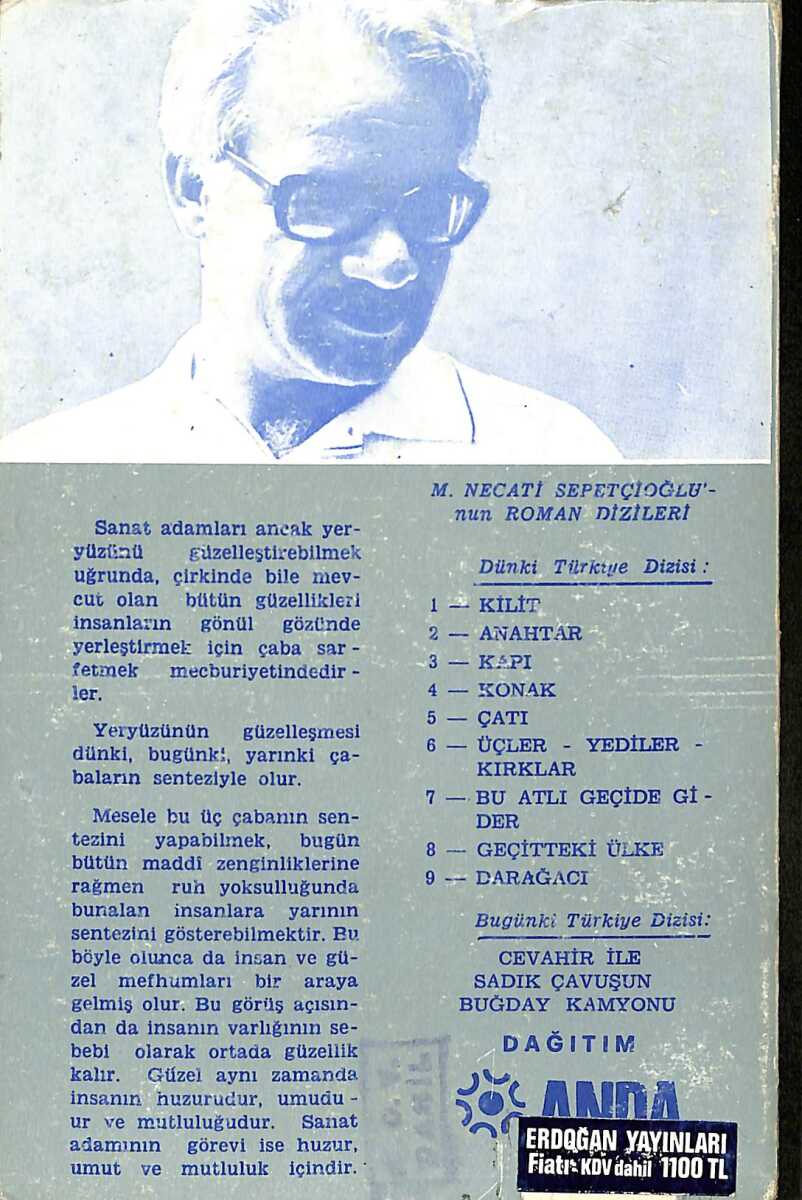 Sanat adamları ancak yer-
yüzünü güzelleştirebilmek
uğrunda, çirkinde bile mev-
cut olan bütün güzellikleri
insanların gönül gözünde
yerleştirmek için çaba sar-
fetmek mecburiyetindedir-
ler.
Yeryüzünün güzelleşmesi
dünki, bugünki, yarınki ça-
baların senteziyle olur.
Mesele bu üç çabanın sen-
tezini yapabilmek, bugün
bütün maddî zenginliklerine
rağmen ruh yoksulluğunda
bunalan insanlara yarının
sentezini gösterebilmektir. Bu
böyle olunca da insan ve gü-
zel mefhumları bir araya
gelmiş olur. Bu görüş açısın-
dan da insanın varlığının se-
bebi olarak ortada güzellik
kalır. Güzel aynı zamanda
insanın huzurudur, umudu-
ur ve mutluluğudur. Sanat
adamının görevi ise huzur,
umut ve mutluluk içindir.
M. NECATİ SEPETÇİOĞLU'-
nun ROMAN DİZİLERİ
Dünki Türkiye Dizisi :
1 — KİLİT
2 — ANAHTAR
3 — KAPI
4 — KONAK
5 — ÇATI
6 — ÜÇLER - YEDİLER -
KIRKLAR
7 — BU ATLI GEÇİDE Gİ-
DER
8 — GEÇİTTEKİ ÜLKE
9 — DARAĞACI
Bugünki Türkiye Dizisi:
CEVAHİR İLE
SADIK ÇAVUŞUN
BUĞDAY KAMYONU
DAĞITIM
ANDA
ERDOĞAN YAYINLARI
Fiatı: KDV dahil 1100 TL